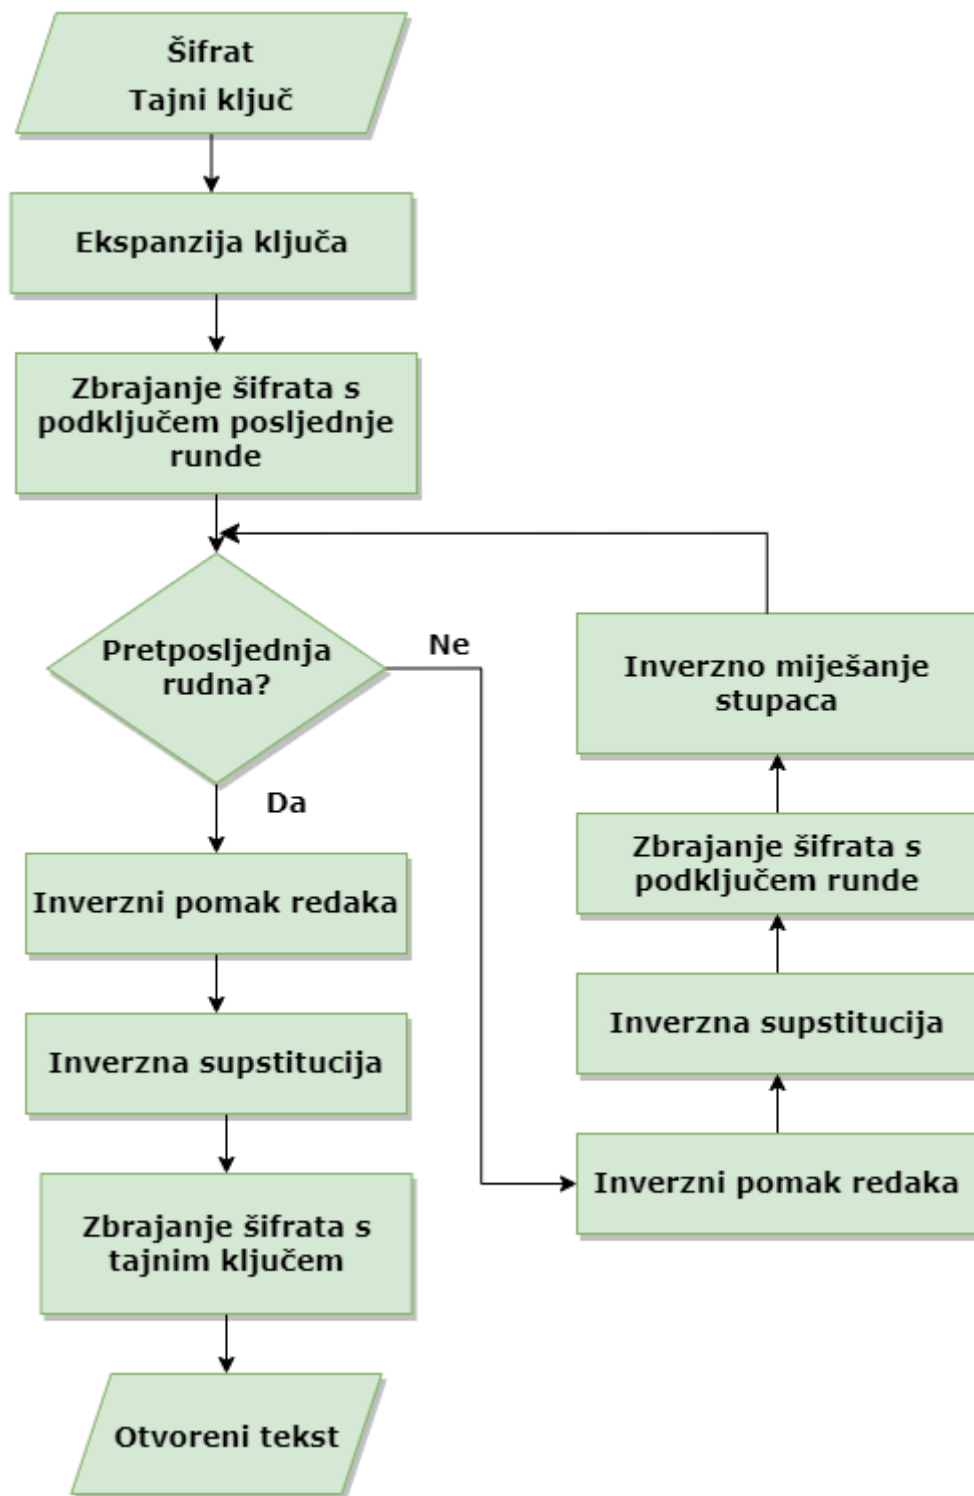 Šifrat
Tajni ključ
Ekspanzija ključa
Zbrajanje šifrata s
podključem posljednje
runde
Pretposljednja
rudna?
Ne
Da
Inverzni pomak redaka
Inverzna supstitucija
Zbrajanje šifrata s
tajnim ključem
Otvoreni tekst
Inverzno miješanje
stupaca
Zbrajanje šifrata s
podključem runde
Inverzna supstitucija
Inverzni pomak redaka